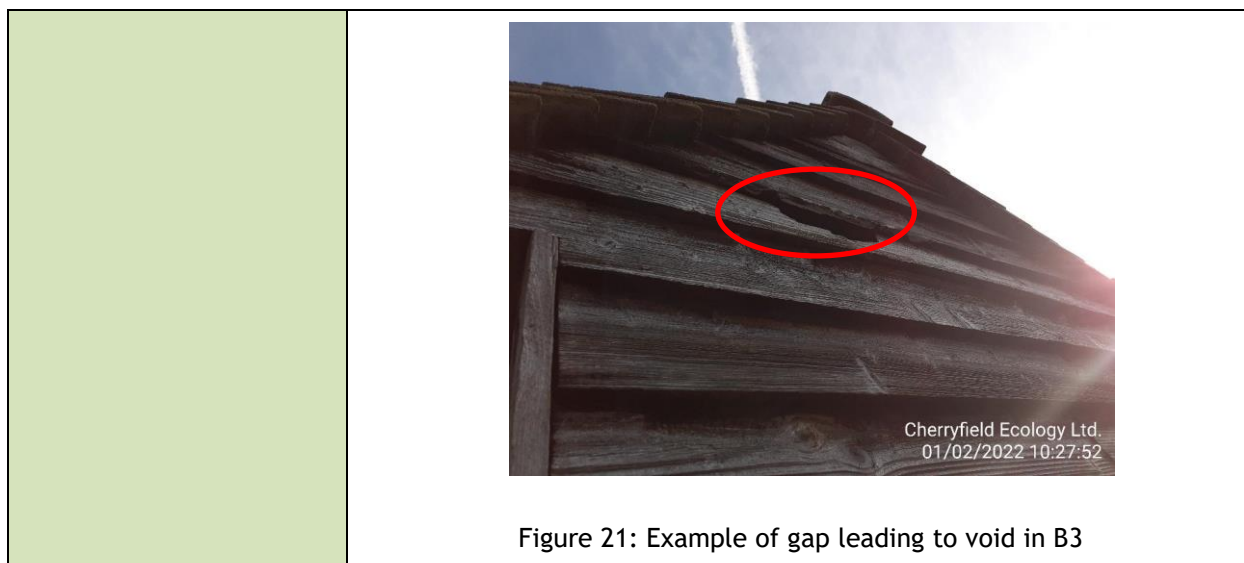 Cherryfield Ecology Ltd.
01/02/2022 10:27:52
Figure 21: Example of gap leading to void in B3